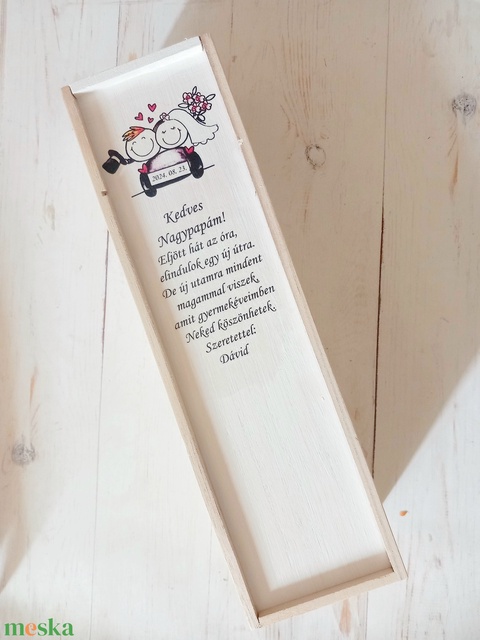 2024. 08. 23.
Kedves
Nagypapám!
Eljött hát az óra,
elindulok egy új útra.
De új utamra mindent
magammal viszek,
amit gyermekéveimben
Neked köszönhetek.
Szeretettel:
Dávid
meska